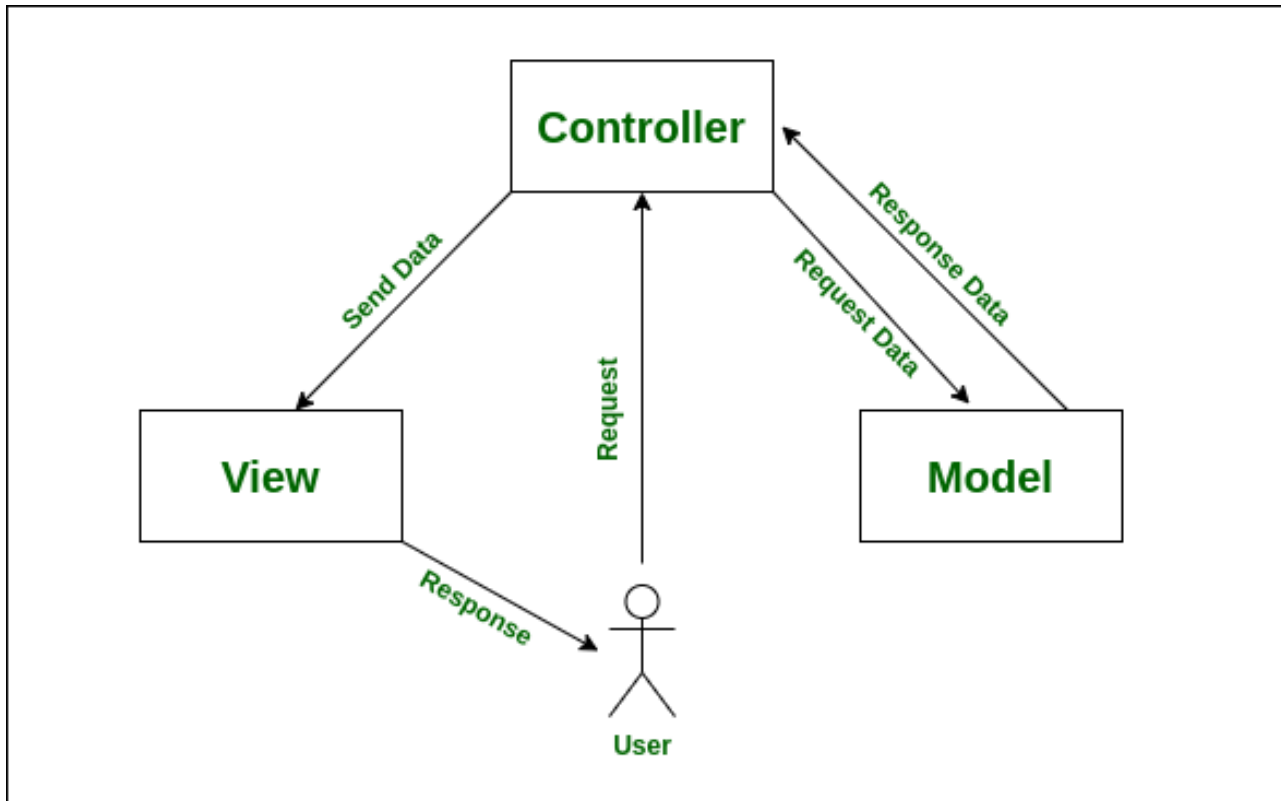 Controller
Send Data
Request
Request Data
Response Data
View
Model
Response
User